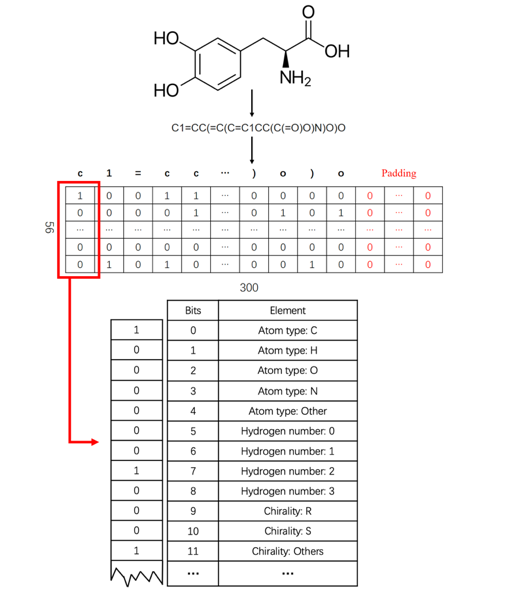 O
HO
OH
NH2
HO
C1=CC(=C(C=C1CC(C(=O)O)N)O)O
c 1 = c c ··· ) o ) o Padding
1 0 0 1 1 ··· 0 0 0 0 0 ··· 0
0 0 0 0 1 ··· 0 1 0 1 0 ··· 0
··· ··· ··· ··· ··· ··· ··· ··· ··· ··· ··· ··· ···
0 0 0 0 0 ··· 0 0 0 0 0 ··· 0
0 1 0 1 0 ··· 0 0 1 0 0 ··· 0
56
300
Bits Element
1 0 Atom type: C
0 1 Atom type: H
0 2 Atom type: O
0 3 Atom type: N
0 4 Atom type: Other
0 5 Hydrogen number: 0
0 6 Hydrogen number: 1
1 7 Hydrogen number: 2
0 8 Hydrogen number: 3
0 9 Chirality: R
0 10 Chirality: S
1 11 Chirality: Others
··· ···